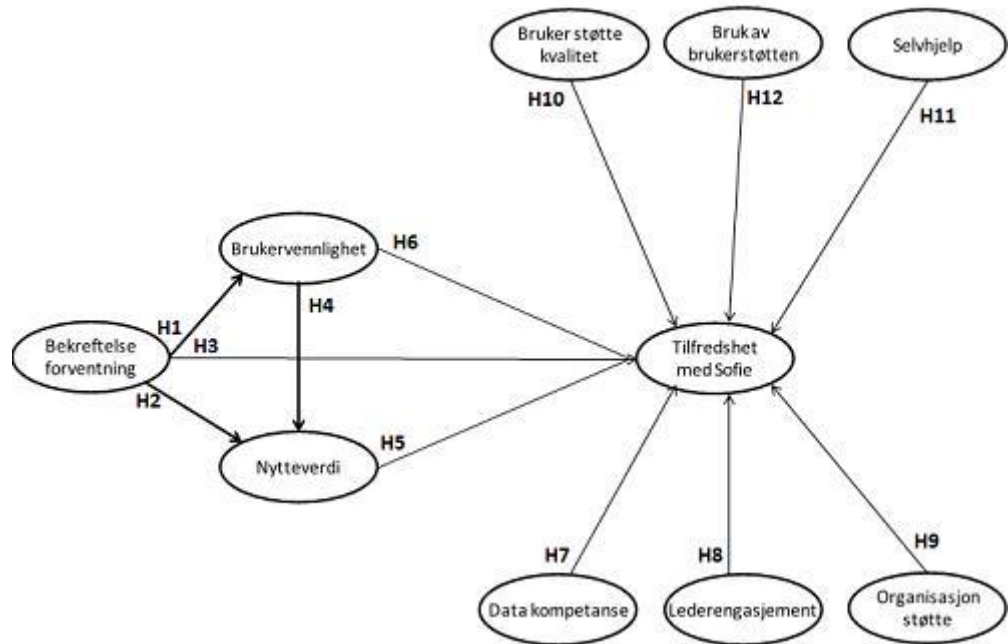 Bruker støtte
kvalitet
Bruk av
brukerstøtten
Selvhjelp
H10
H12
H11
Brukervennlighet
H6
H4
H1
Bekreftelse
forventning
H3
H2
Tilfredshet
med Sofie
Nytteverdi
H5
H7
H8
H9
Data kompetanse
Lederengasjement
Organisasjon
støtte